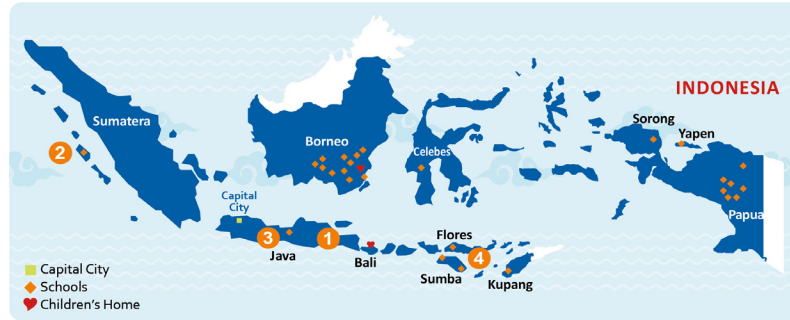 INDONESIA
Sorong
Yapen
Sumatera
Borneo
2
Celebes
Capital
City
Papua
Flores
3
1
4
Java
Bali
Sumba
Kupang
Capital City
Schools
Children's Home